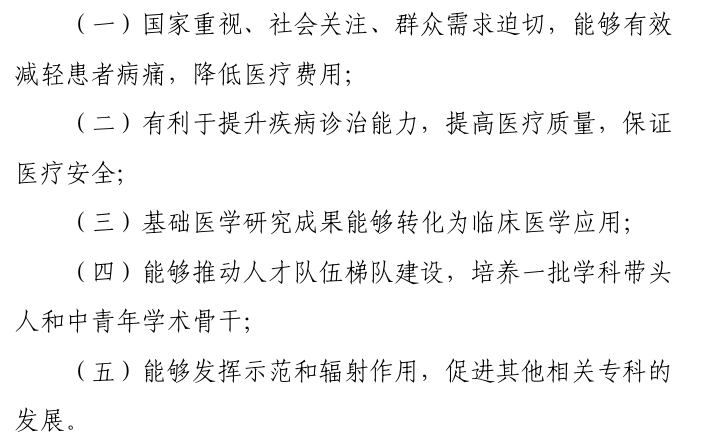 （一）国家重视、社会关注、群众需求迫切，能够有效
减轻患者病痛，降低医疗费用；
（二）有利于提升疾病诊治能力，提高医疗质量，保证
医疗安全；
（三）基础医学研究成果能够转化为临床医学应用；
（四）能够推动人才队伍梯队建设，培养一批学科带头
人和中青年学术骨干；
（五）能够发挥示范和辐射作用，促进其他相关专科的
发展。